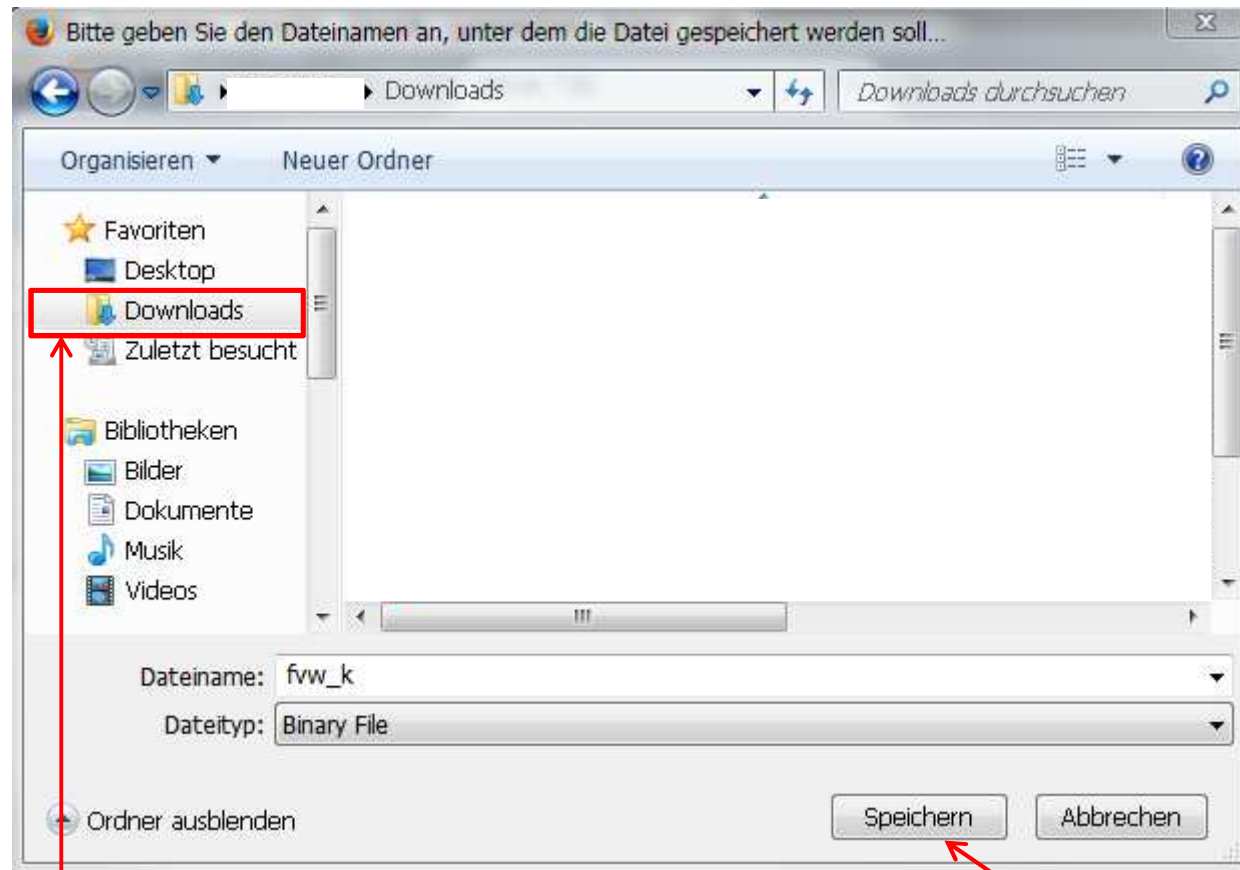 Bitte geben Sie den Dateinamen an, unter dem die Datei gespeichert werden soll...
Downloads
Downloads durchsuchen
Organisieren
Neuer Ordner
Favoriten
Desktop
Downloads
Zuletzt besucht
Bibliotheken
Bilder
Dokumente
Musik
Videos
Dateiname: fvw_k
Dateityp: Binary File
Ordner ausblenden
Speichern
Abbrechen